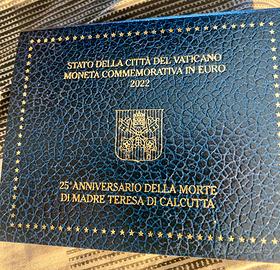 STATO DELLA CITTÀ DEL VATICANO
MONETA COMMEMORATIVA IN EURO
2022
25° ANNIVERSARIO DELLA MORTE
DI MADRE TERESA DI CALCUTTA